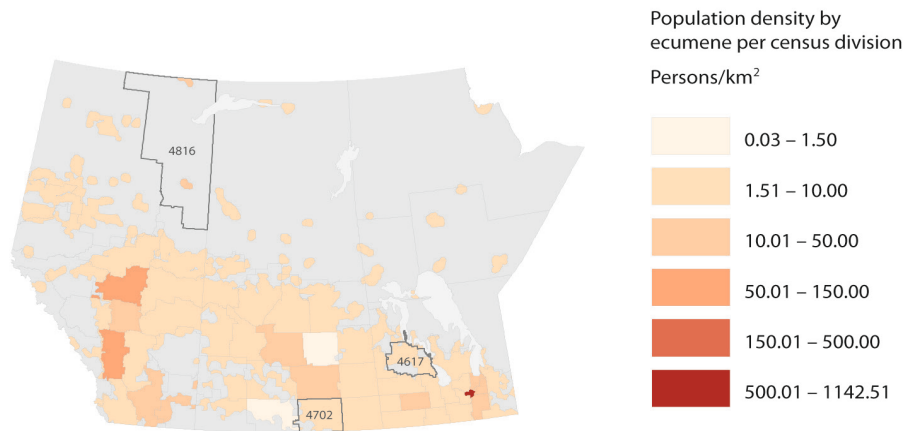 Population density by
ecumene per census division
Persons/km²
0.03 – 1.50
1.51 – 10.00
10.01 – 50.00
50.01 – 150.00
150.01 – 500.00
500.01 – 1142.51
4816
4617
4702